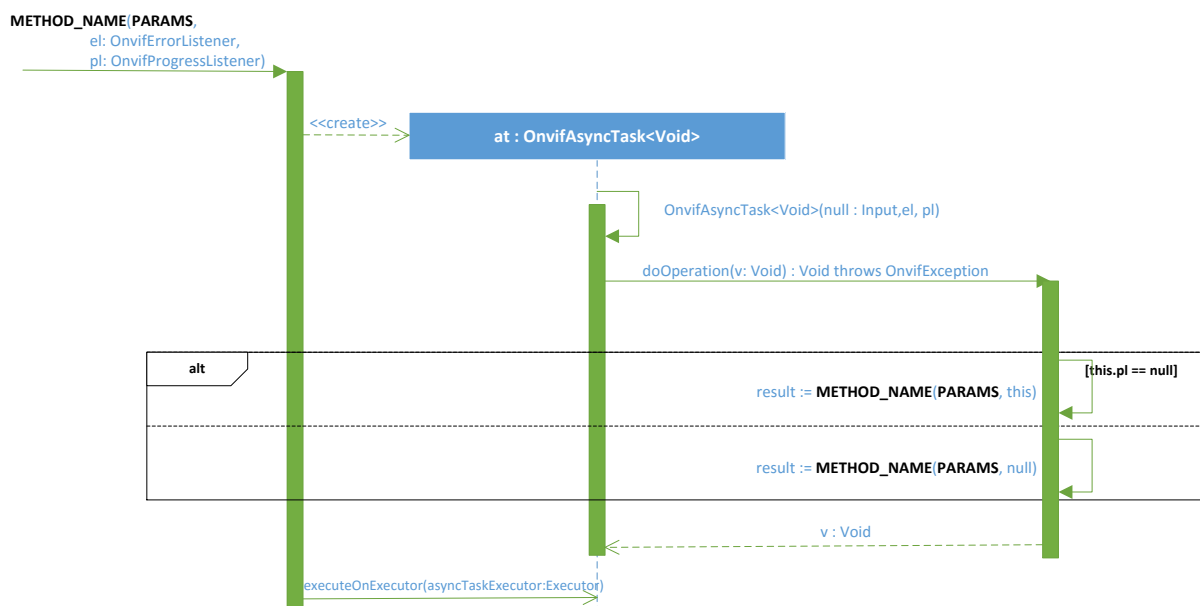 METHOD_NAME(PARAMS,
el: OnvifErrorListener,
pl: OnvifProgressListener)
<<create>>
at : OnvifAsyncTask<Void>
OnvifAsyncTask<Void>(null : Input,el, pl)
doOperation(v: Void) : Void throws OnvifException
alt
[this.pl == null]
result := METHOD_NAME(PARAMS, this)
result := METHOD_NAME(PARAMS, null)
v : Void
executeOnExecutor(asyncTaskExecutor:Executor)